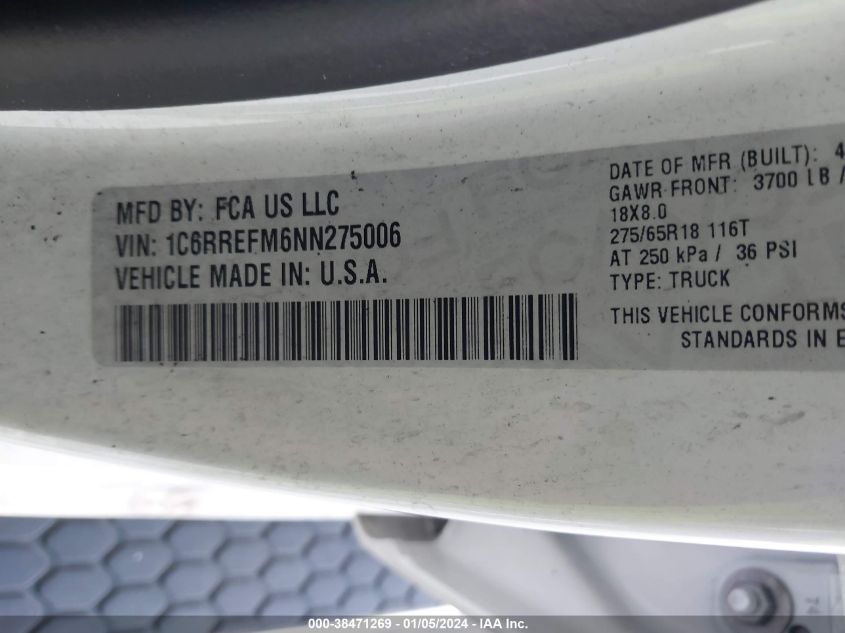 MFD BY: FCA US LLC
VIN: 1C6RREFM6NN275006
VEHICLE MADE IN: U.S.A.
DATE OF MFR (BUILT): 4
GAWR FRONT: 3700 LB /
18X8.0
275/65R18 116T
AT 250 kPa / 36 PSI
TYPE: TRUCK
THIS VEHICLE CONFORMS
STANDARDS IN E
000-38471269 - 01/05/2024 - IAA Inc.